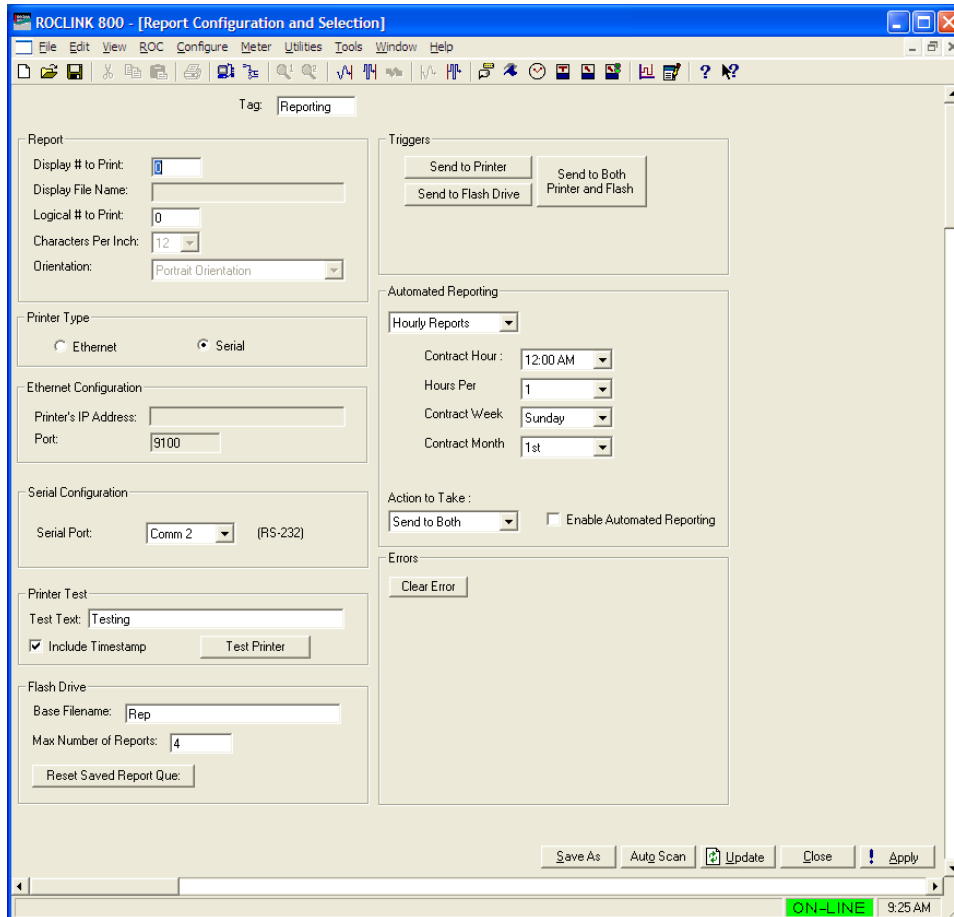 ROCLINK 800 - [Report Configuration and Selection]
File Edit View ROC Configure Meter Utilities Tools Window Help
Tag: Reporting
Report
Display # to Print: 0
Display File Name:
Logical # to Print: 0
Characters Per Inch: 12
Orientation: Portrait Orientation
Printer Type
Ethernet Serial
Ethernet Configuration
Printer's IP Address:
Port: 9100
Serial Configuration
Serial Port: Comm 2 (RS-232)
Printer Test
Test Text: Testing
Include Timestamp Test Printer
Flash Drive
Base Filename: Rep
Max Number of Reports: 4
Reset Saved Report Que:
Triggers
Send to Printer
Send to Flash Drive
Send to Both
Printer and Flash
Automated Reporting
Hourly Reports
Contract Hour : 12:00 AM
Hours Per 1
Contract Week Sunday
Contract Month 1st
Action to Take :
Send to Both Enable Automated Reporting
Errors
Clear Error
Save As Auto Scan Update Close ! Apply
ON-LINE 9:25 AM